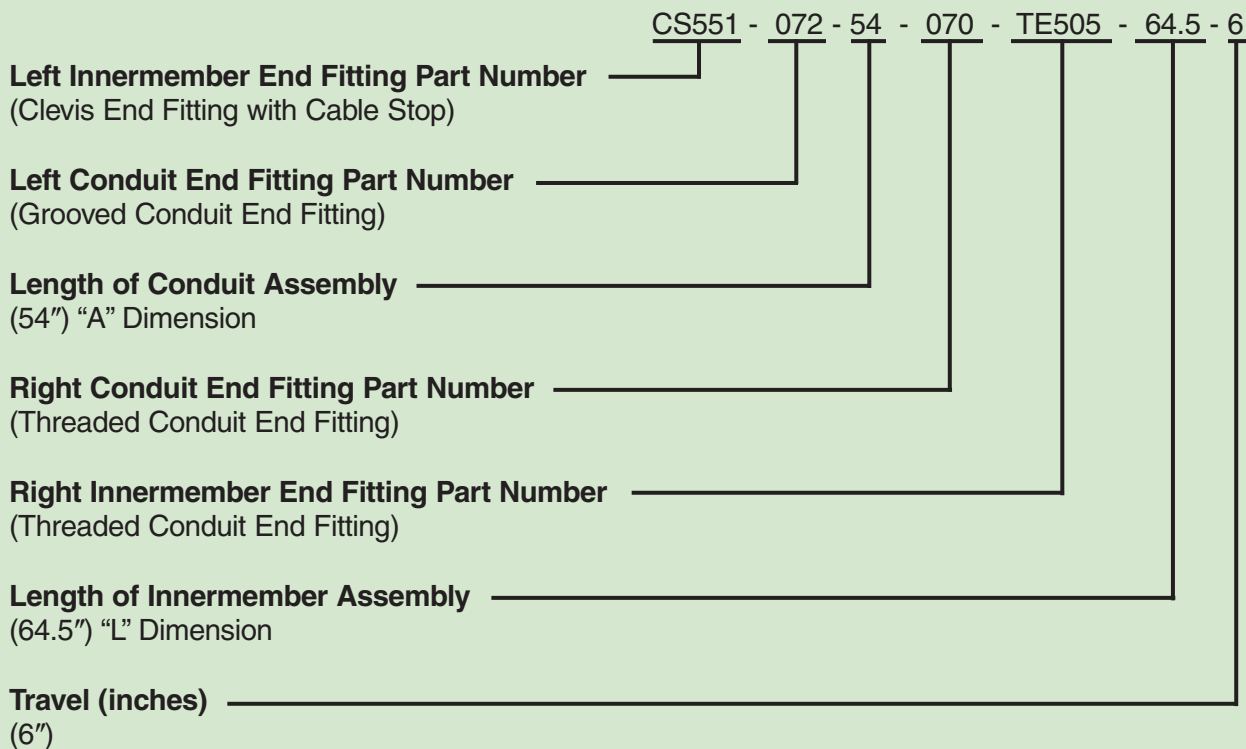 CS551 - 072 - 54 - 070 - TE505 - 64.5 - 6
Left Innermember End Fitting Part Number
(Clevis End Fitting with Cable Stop)
Left Conduit End Fitting Part Number
(Grooved Conduit End Fitting)
Length of Conduit Assembly
(54″) “A” Dimension
Right Conduit End Fitting Part Number
(Threaded Conduit End Fitting)
Right Innermember End Fitting Part Number
(Threaded Conduit End Fitting)
Length of Innermember Assembly
(64.5″) “L” Dimension
Travel (inches)
(6″)